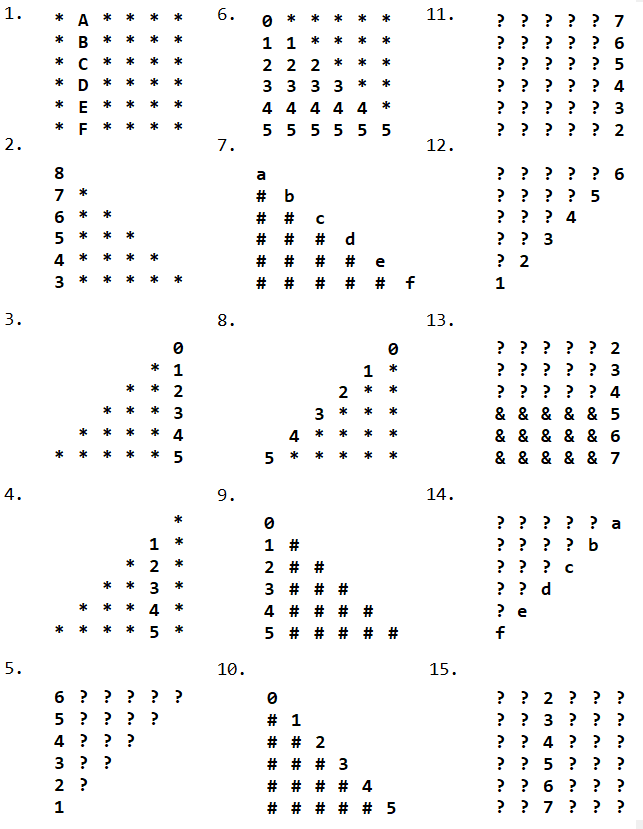 1.
* A * * * *
* B * * * *
* C * * * *
* D * * * *
* E * * * *
* F * * * *
2.
8
7 *
6 * *
5 * * *
4 * * * *
3 * * * * *
3.
0
* 1
* * 2
* * * 3
* * * * 4
* * * * * 5
4.
*
1 *
* 2 *
* * 3 *
* * * 4 *
* * * * 5 *
5.
6 ? ? ? ? ?
5 ? ? ? ?
4 ? ? ?
3 ? ?
2 ?
1
6.
0 * * * * *
1 1 * * * *
2 2 2 * * *
3 3 3 3 * *
4 4 4 4 4 *
5 5 5 5 5 5
7.
a
# b
# # c
# # # d
# # # # e
# # # # # f
8.
0
1 *
2 * *
3 * * *
4 * * * *
5 * * * * *
9.
0
1 #
2 # #
3 # # #
4 # # # #
5 # # # # #
10.
0
# 1
# # 2
# # # 3
# # # # 4
# # # # # 5
11.
? ? ? ? ? 7
? ? ? ? ? 6
? ? ? ? ? 5
? ? ? ? ? 4
? ? ? ? ? 3
? ? ? ? ? 2
12.
? ? ? ? ? 6
? ? ? ? 5
? ? ? 4
? ? 3
? 2
1
13.
? ? ? ? ? 2
? ? ? ? ? 3
? ? ? ? ? 4
& & & & & 5
& & & & & 6
& & & & & 7
14.
? ? ? ? ? a
? ? ? ? b
? ? ? c
? ? d
? e
f
15.
? ? 2 ? ? ?
? ? 3 ? ? ?
? ? 4 ? ? ?
? ? 5 ? ? ?
? ? 6 ? ? ?
? ? 7 ? ? ?